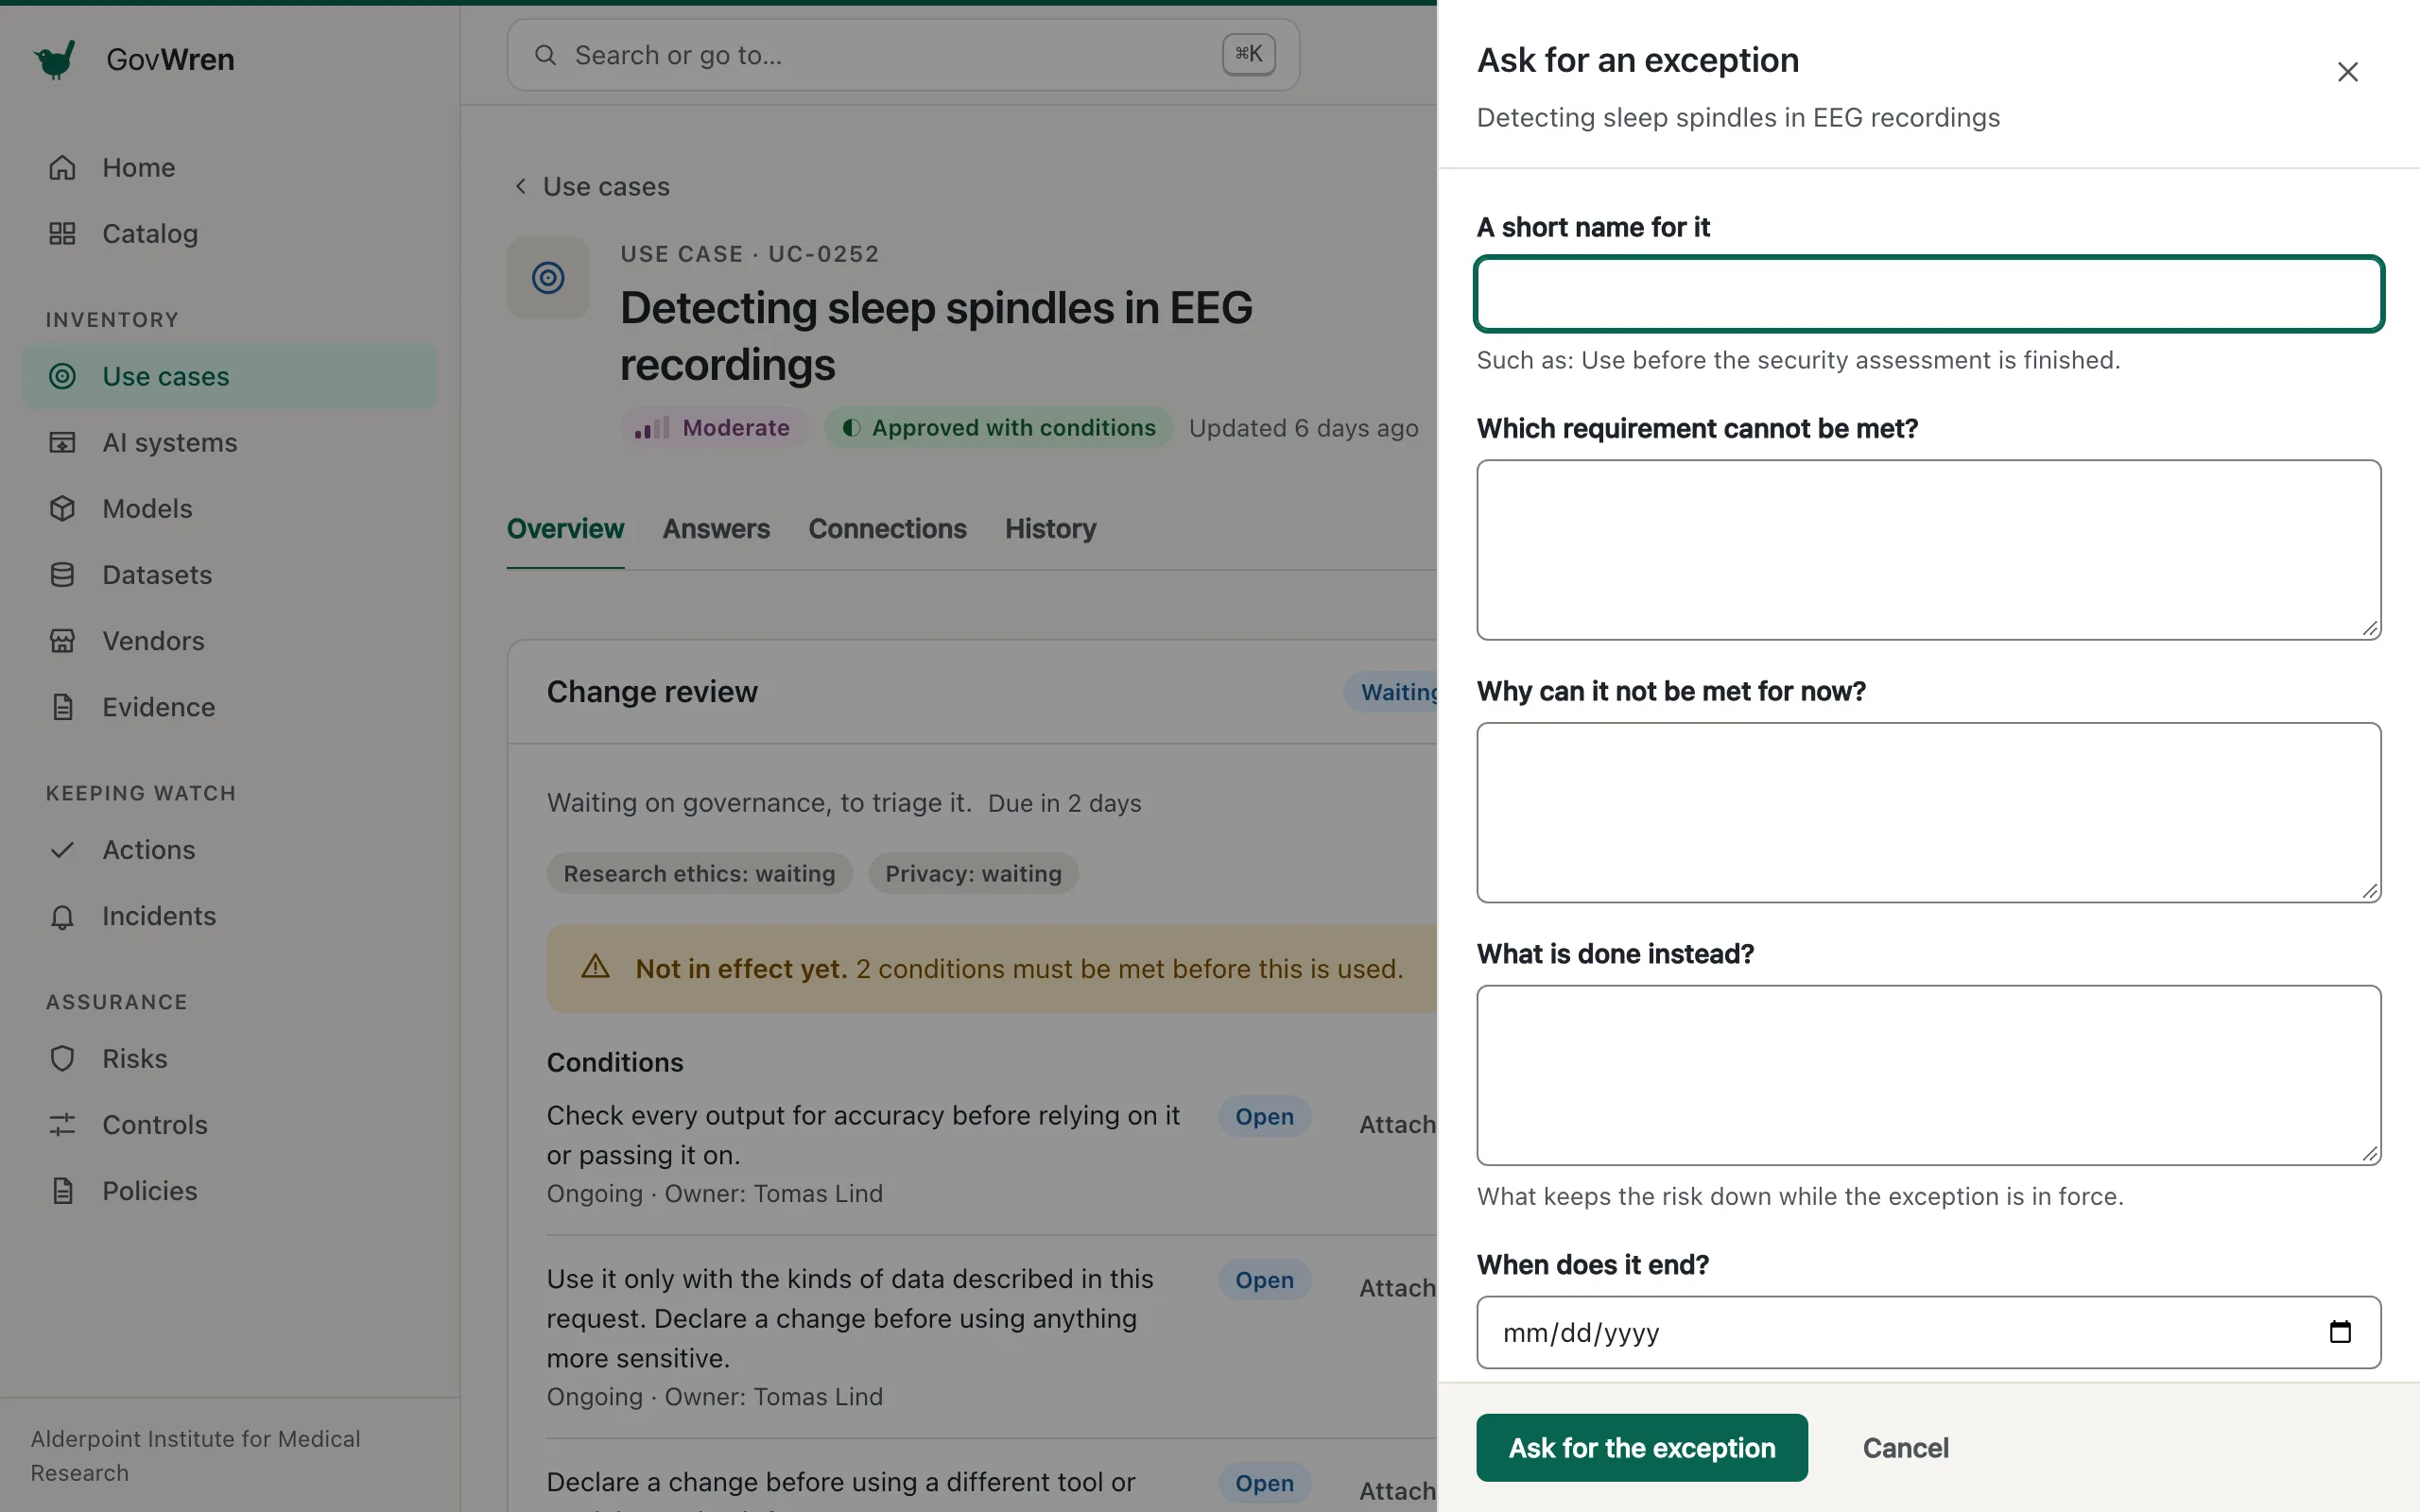 GovWren
Search or go to...
⌘K
Home
Catalog
INVENTORY
Use cases
AI systems
Models
Datasets
Vendors
Evidence
KEEPING WATCH
Actions
Incidents
ASSURANCE
Risks
Controls
Policies
Alderpoint Institute for Medical
Research
Use cases
USE CASE · UC-0252
Detecting sleep spindles in EEG
recordings
Moderate
Approved with conditions
Updated 6 days ago
Overview
Answers
Connections
History
Change review
Waiting
Waiting on governance, to triage it. Due in 2 days
Research ethics: waiting
Privacy: waiting
Not in effect yet. 2 conditions must be met before this is used.
Conditions
Check every output for accuracy before relying on it
or passing it on.
Ongoing · Owner: Tomas Lind
Open
Attach
Use it only with the kinds of data described in this
request. Declare a change before using anything
more sensitive.
Ongoing · Owner: Tomas Lind
Open
Attach
Declare a change before using a different tool or
Open
Attach
Ask for an exception
Detecting sleep spindles in EEG recordings
A short name for it
Such as: Use before the security assessment is finished.
Which requirement cannot be met?
Why can it not be met for now?
What is done instead?
What keeps the risk down while the exception is in force.
When does it end?
mm/dd/yyyy
Ask for the exception
Cancel